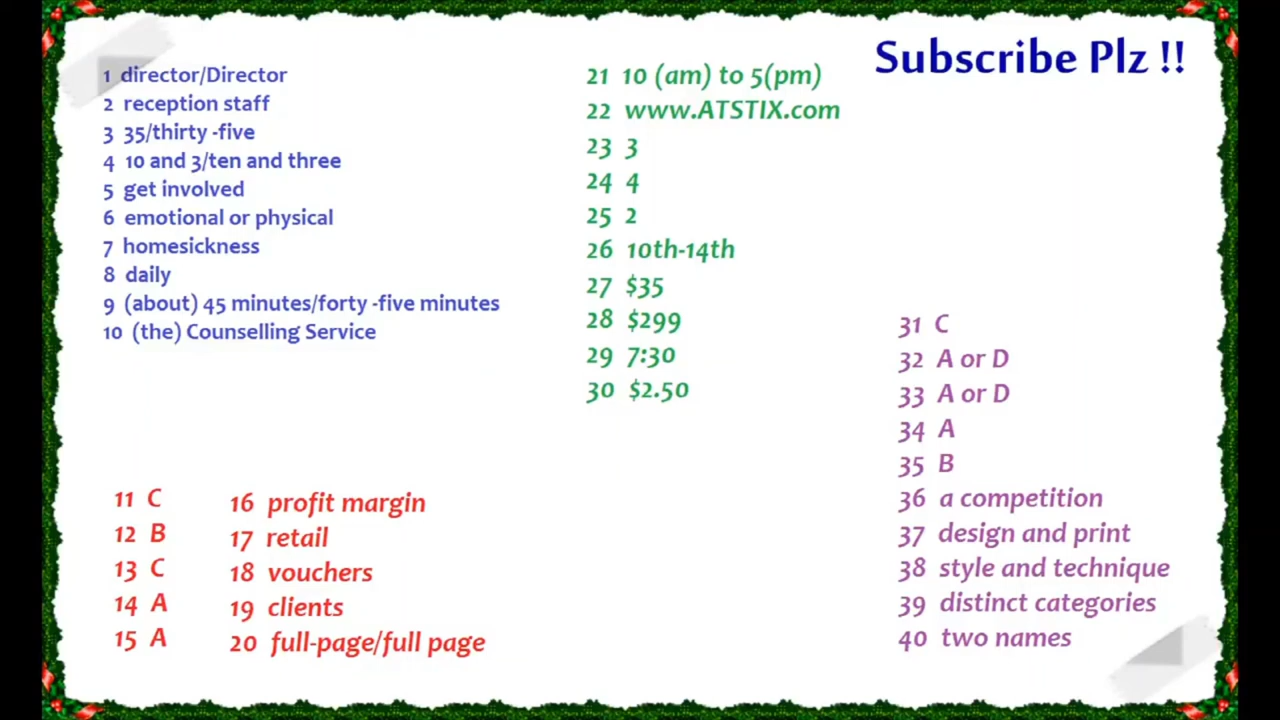 Subscribe Plz !!
1 director/Director
2 reception staff
3 35/thirty -five
4 10 and 3/ten and three
5 get involved
6 emotional or physical
7 homesickness
8 daily
9 (about) 45 minutes/forty -five minutes
10 (the) Counselling Service
11 C
12 B
13 C
14 A
15 A
16 profit margin
17 retail
18 vouchers
19 clients
20 full-page/full page
21 10 (am) to 5(pm)
22 www.ATSTIX.com
23 3
24 4
25 2
26 10th-14th
27 $35
28 $299
29 7:30
30 $2.50
31 C
32 A or D
33 A or D
34 A
35 B
36 a competition
37 design and print
38 style and technique
39 distinct categories
40 two names